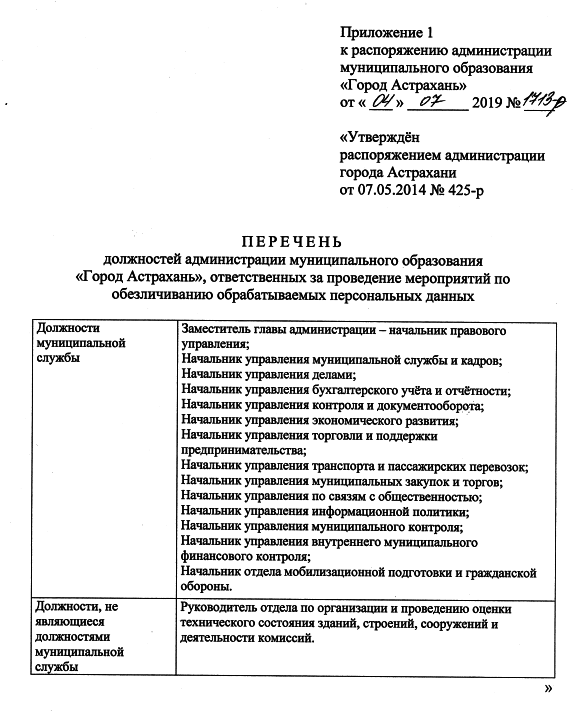 Приложение 1
к распоряжению администрации
муниципального образования
«Город Астрахань»
от « 04 » 07 2019 № 1713-р
«Утверждён
распоряжением администрации
города Астрахани
от 07.05.2014 № 425-р
ПЕРЕЧЕНЬ
должностей администрации муниципального образования
«Город Астрахань», ответственных за проведение мероприятий по
обезличиванию обрабатываемых персональных данных
Должности
муниципальной
службы
Заместитель главы администрации – начальник правового
управления;
Начальник управления муниципальной службы и кадров;
Начальник управления делами;
Начальник управления бухгалтерского учёта и отчётности;
Начальник управления контроля и документооборота;
Начальник управления экономического развития;
Начальник управления торговли и поддержки
предпринимательства;
Начальник управления транспорта и пассажирских перевозок;
Начальник управления муниципальных закупок и торгов;
Начальник управления по связям с общественностью;
Начальник управления информационной политики;
Начальник управления муниципального контроля;
Начальник управления внутреннего муниципального
финансового контроля;
Начальник отдела мобилизационной подготовки и гражданской
обороны.
Должности, не
являющиеся
должностями
муниципальной
службы
Руководитель отдела по организации и проведению оценки
технического состояния зданий, строений, сооружений и
деятельности комиссий.
»